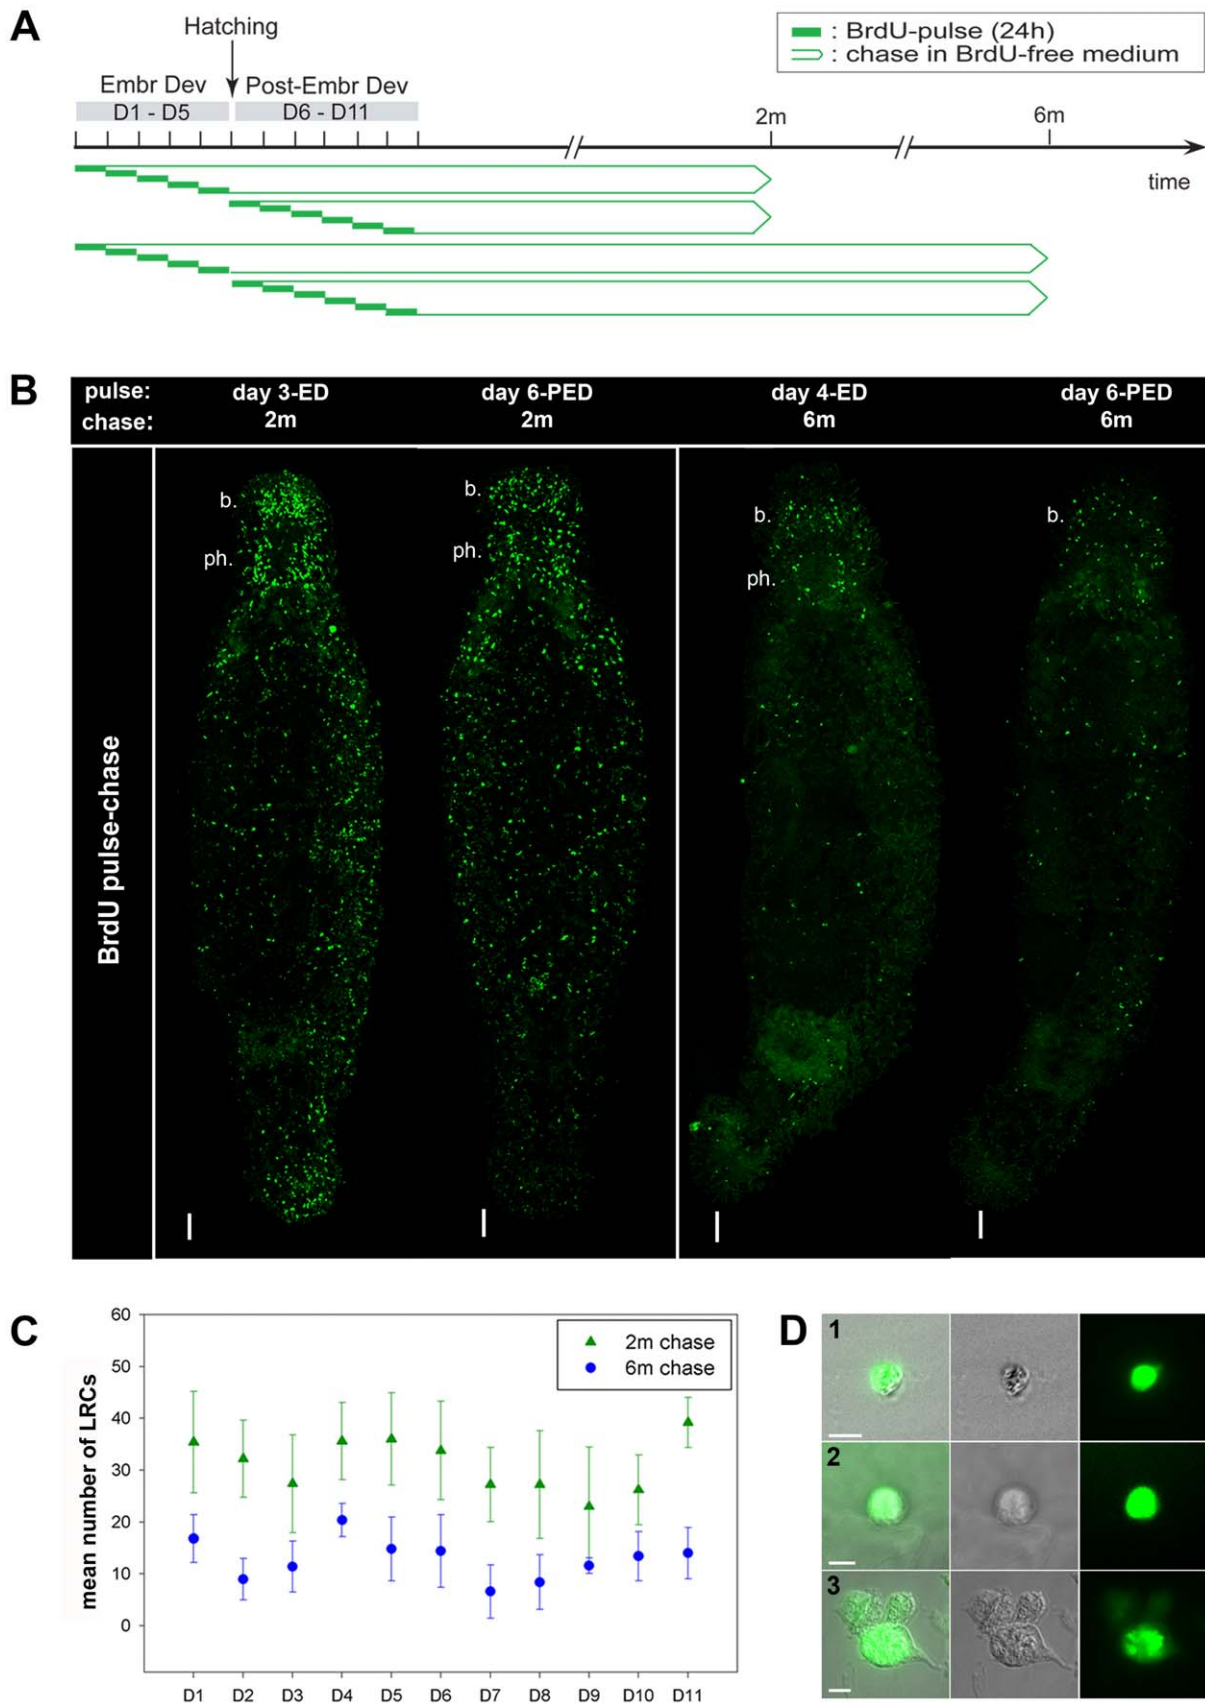 A
Hatching
Embr Dev
Post-Embr Dev
D1 - D5
D6 - D11
: BrdU-pulse (24h)
: chase in BrdU-free medium
2m
6m
time
B
pulse: day 3-ED day 6-PED day 4-ED day 6-PED
chase: 2m 2m 6m 6m
BrdU pulse-chase
b.
ph.
b.
ph.
b.
ph.
b.
C
mean number of LRCs
60
50
40
30
20
10
0
2m chase
6m chase
D1 D2 D3 D4 D5 D6 D7 D8 D9 D10 D11
D
1
2
3